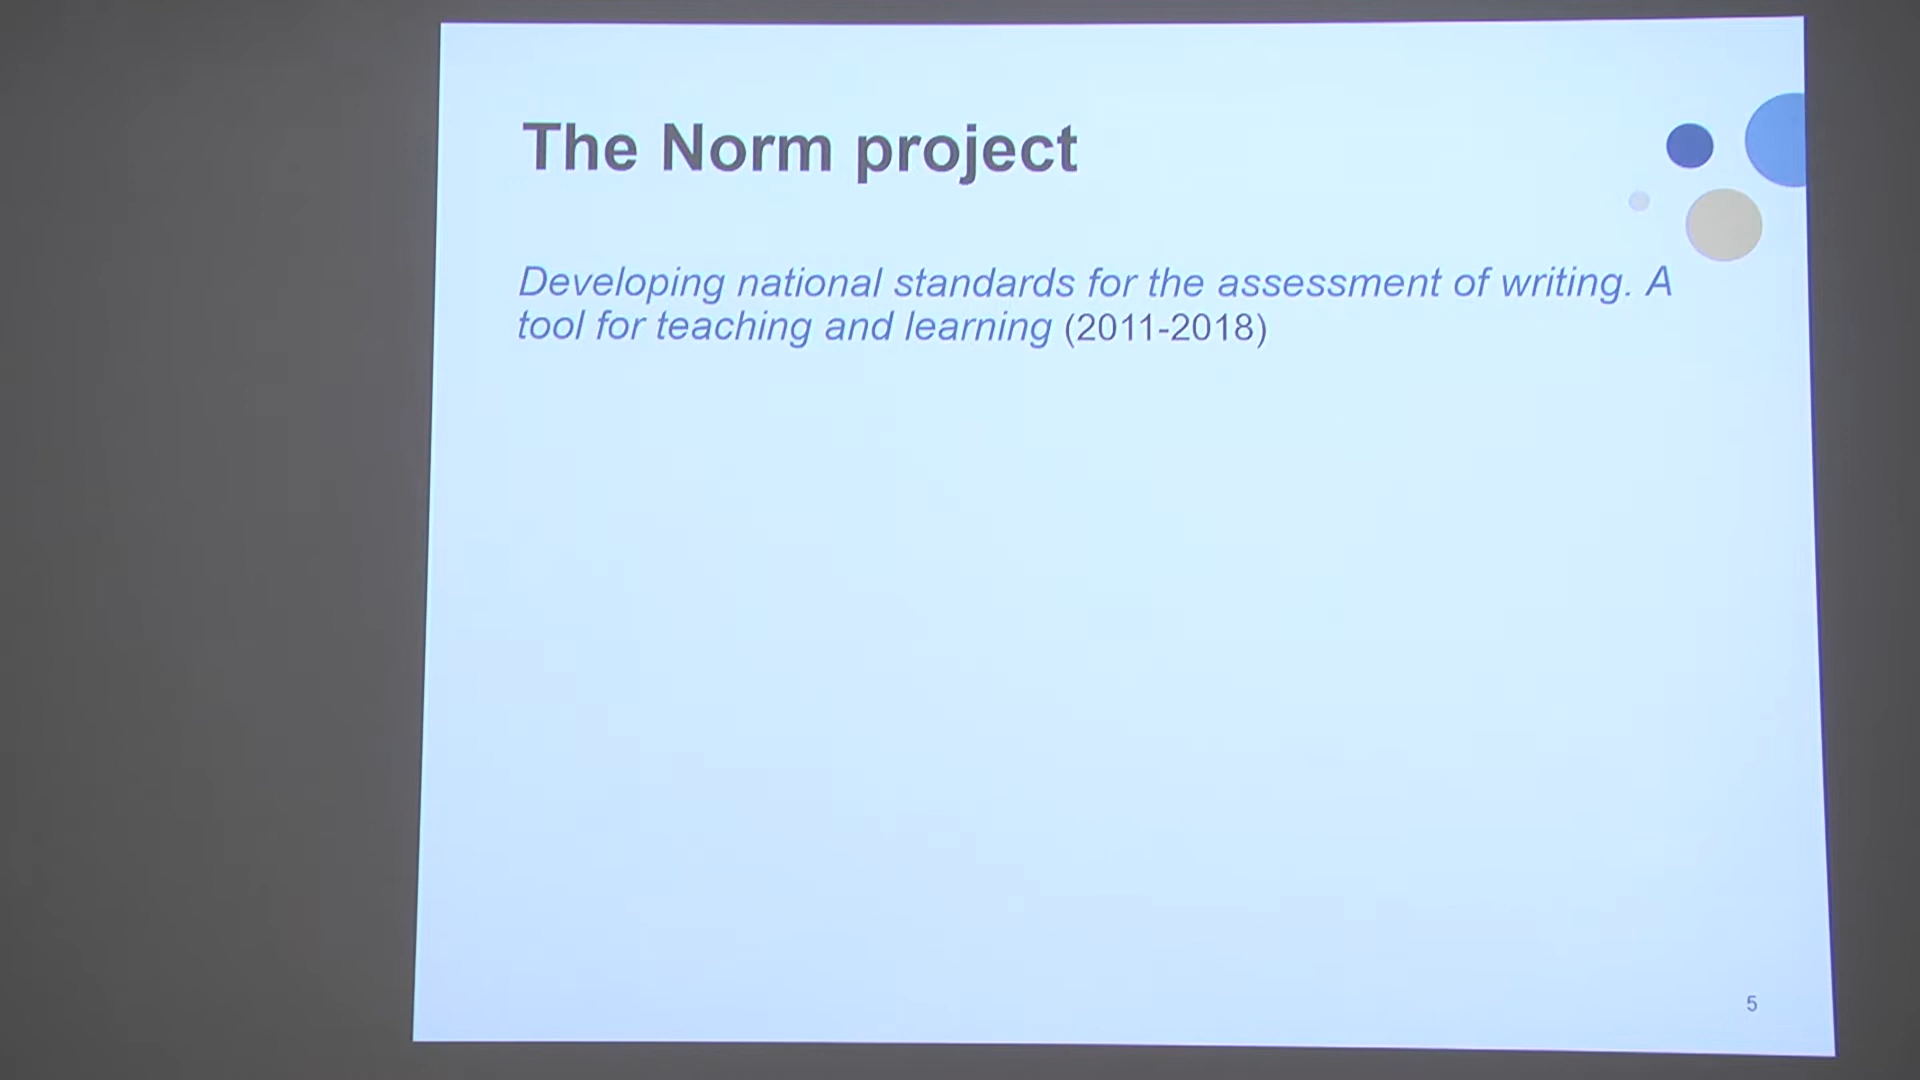 The Norm project
Developing national standards for the assessment of writing. A
tool for teaching and learning (2011-2018)
5